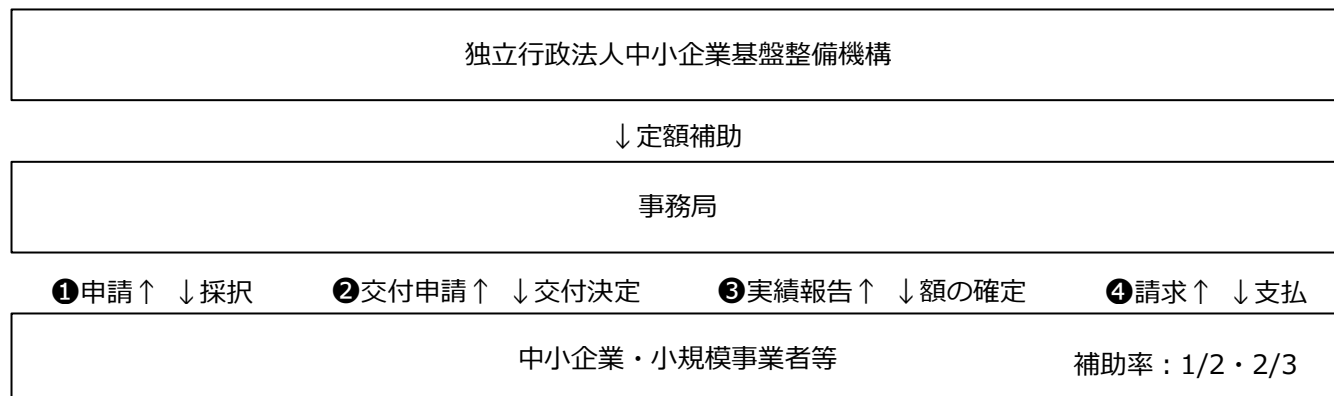 独立行政法人中小企業基盤整備機構
↓定額補助
事務局
❶申請↑ ↓採択 ❷交付申請↑ ↓交付決定 ❸実績報告↑ ↓額の確定 ❹請求↑ ↓支払
中小企業・小規模事業者等 補助率：1/2・2/3